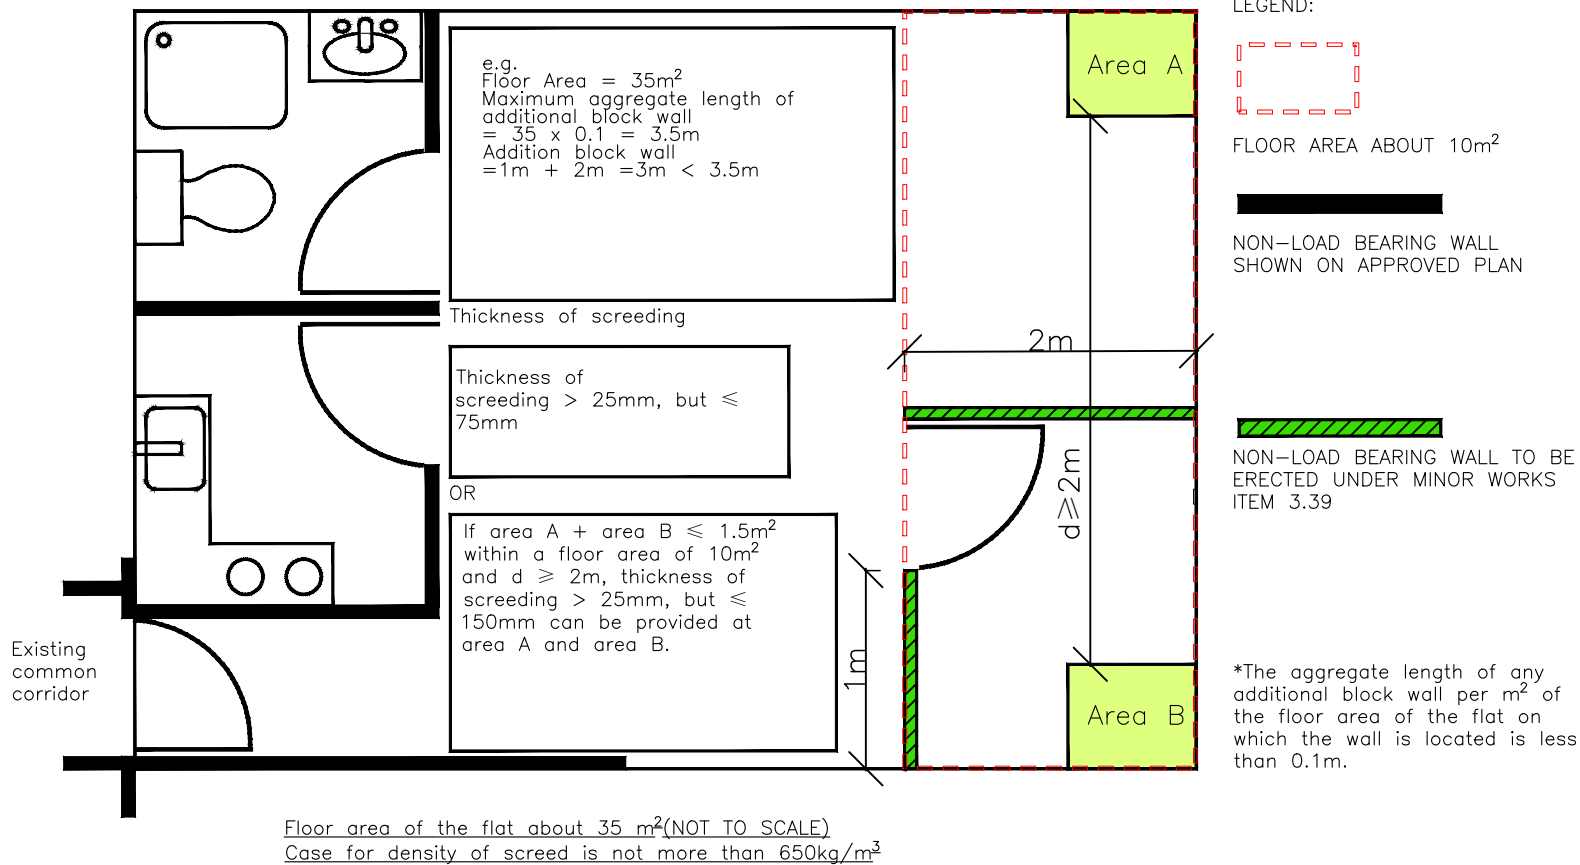 e.g.
Floor Area = 35m²
Maximum aggregate length of
additional block wall
= 35 x 0.1 = 3.5m
Addition block wall
=1m + 2m =3m < 3.5m
Thickness of screeding
Thickness of
screeding > 25mm, but ⩽
75mm
OR
If area A + area B ⩽ 1.5m²
within a floor area of 10m²
and d ⩾ 2m, thickness of
screeding > 25mm, but ⩽
150mm can be provided at
area A and area B.
Existing
common
corridor
Area A
2m
d⩾2m
1m
Area B
LEGEND:
FLOOR AREA ABOUT 10m²
NON-LOAD BEARING WALL
SHOWN ON APPROVED PLAN
NON-LOAD BEARING WALL TO BE
ERECTED UNDER MINOR WORKS
ITEM 3.39
*The aggregate length of any
additional block wall per m² of
the floor area of the flat on
which the wall is located is less
than 0.1m.
Floor area of the flat about 35 m²(NOT TO SCALE)
Case for density of screed is not more than 650kg/m³